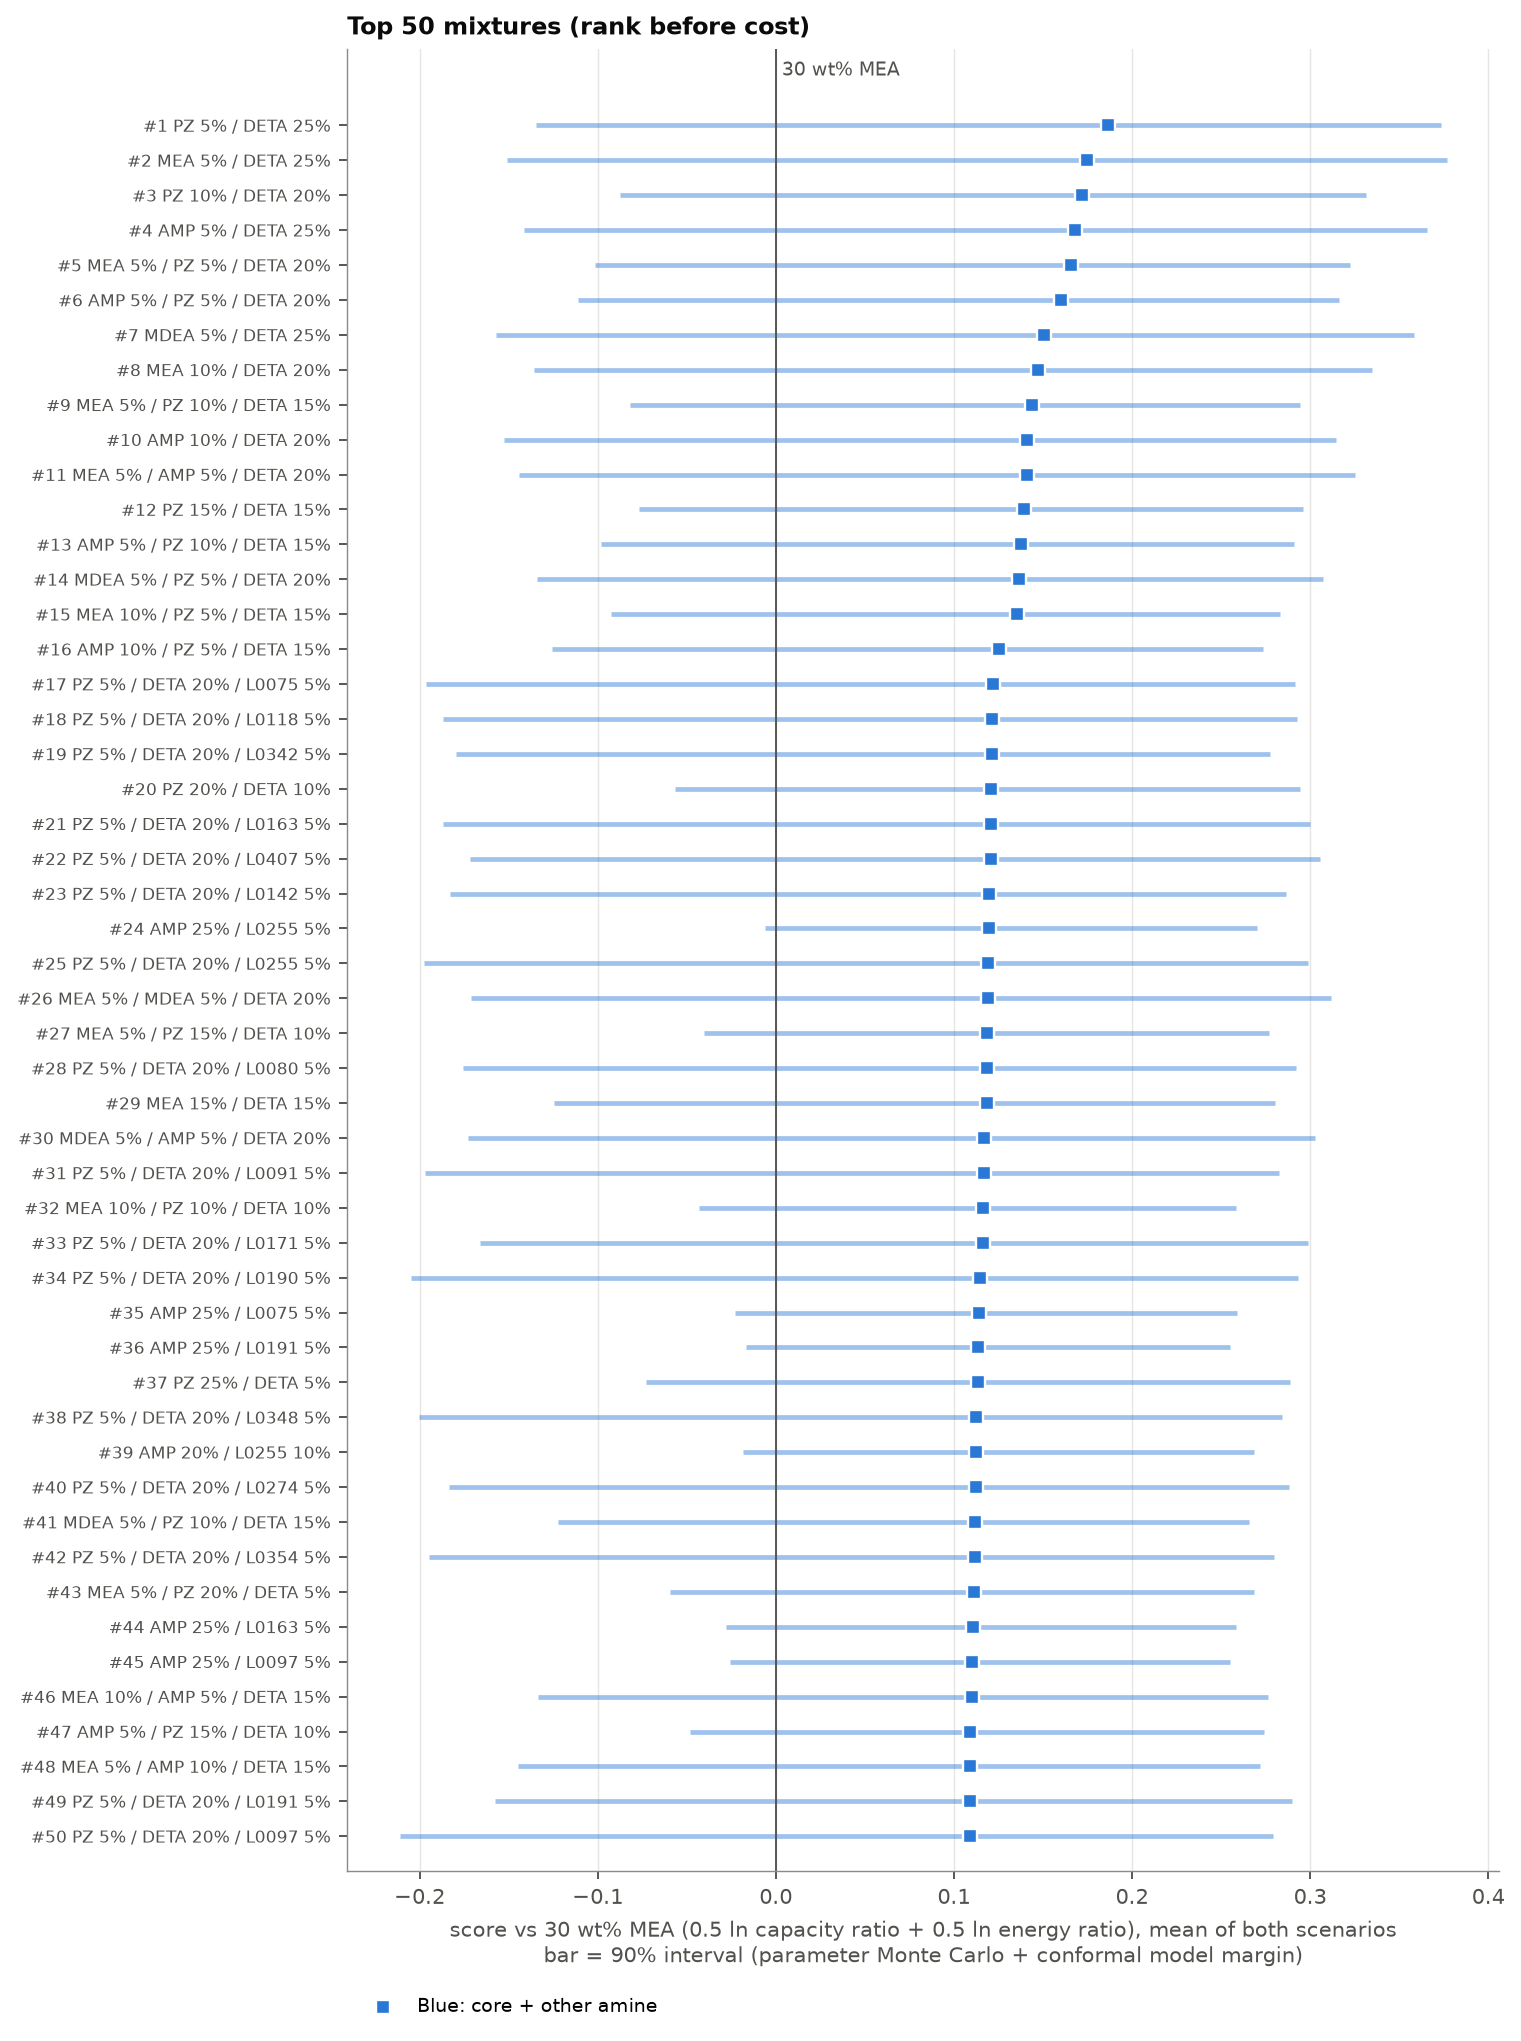 Top 50 mixtures (rank before cost)
30 wt% MEA
#1 PZ 5% / DETA 25%
#2 MEA 5% / DETA 25%
#3 PZ 10% / DETA 20%
#4 AMP 5% / DETA 25%
#5 MEA 5% / PZ 5% / DETA 20%
#6 AMP 5% / PZ 5% / DETA 20%
#7 MDEA 5% / DETA 25%
#8 MEA 10% / DETA 20%
#9 MEA 5% / PZ 10% / DETA 15%
#10 AMP 10% / DETA 20%
#11 MEA 5% / AMP 5% / DETA 20%
#12 PZ 15% / DETA 15%
#13 AMP 5% / PZ 10% / DETA 15%
#14 MDEA 5% / PZ 5% / DETA 20%
#15 MEA 10% / PZ 5% / DETA 15%
#16 AMP 10% / PZ 5% / DETA 15%
#17 PZ 5% / DETA 20% / L0075 5%
#18 PZ 5% / DETA 20% / L0118 5%
#19 PZ 5% / DETA 20% / L0342 5%
#20 PZ 20% / DETA 10%
#21 PZ 5% / DETA 20% / L0163 5%
#22 PZ 5% / DETA 20% / L0407 5%
#23 PZ 5% / DETA 20% / L0142 5%
#24 AMP 25% / L0255 5%
#25 PZ 5% / DETA 20% / L0255 5%
#26 MEA 5% / MDEA 5% / DETA 20%
#27 MEA 5% / PZ 15% / DETA 10%
#28 PZ 5% / DETA 20% / L0080 5%
#29 MEA 15% / DETA 15%
#30 MDEA 5% / AMP 5% / DETA 20%
#31 PZ 5% / DETA 20% / L0091 5%
#32 MEA 10% / PZ 10% / DETA 10%
#33 PZ 5% / DETA 20% / L0171 5%
#34 PZ 5% / DETA 20% / L0190 5%
#35 AMP 25% / L0075 5%
#36 AMP 25% / L0191 5%
#37 PZ 25% / DETA 5%
#38 PZ 5% / DETA 20% / L0348 5%
#39 AMP 20% / L0255 10%
#40 PZ 5% / DETA 20% / L0274 5%
#41 MDEA 5% / PZ 10% / DETA 15%
#42 PZ 5% / DETA 20% / L0354 5%
#43 MEA 5% / PZ 20% / DETA 5%
#44 AMP 25% / L0163 5%
#45 AMP 25% / L0097 5%
#46 MEA 10% / AMP 5% / DETA 15%
#47 AMP 5% / PZ 15% / DETA 10%
#48 MEA 5% / AMP 10% / DETA 15%
#49 PZ 5% / DETA 20% / L0191 5%
#50 PZ 5% / DETA 20% / L0097 5%
−0.2 −0.1 0.0 0.1 0.2 0.3 0.4
score vs 30 wt% MEA (0.5 ln capacity ratio + 0.5 ln energy ratio), mean of both scenarios
bar = 90% interval (parameter Monte Carlo + conformal model margin)
Blue: core + other amine